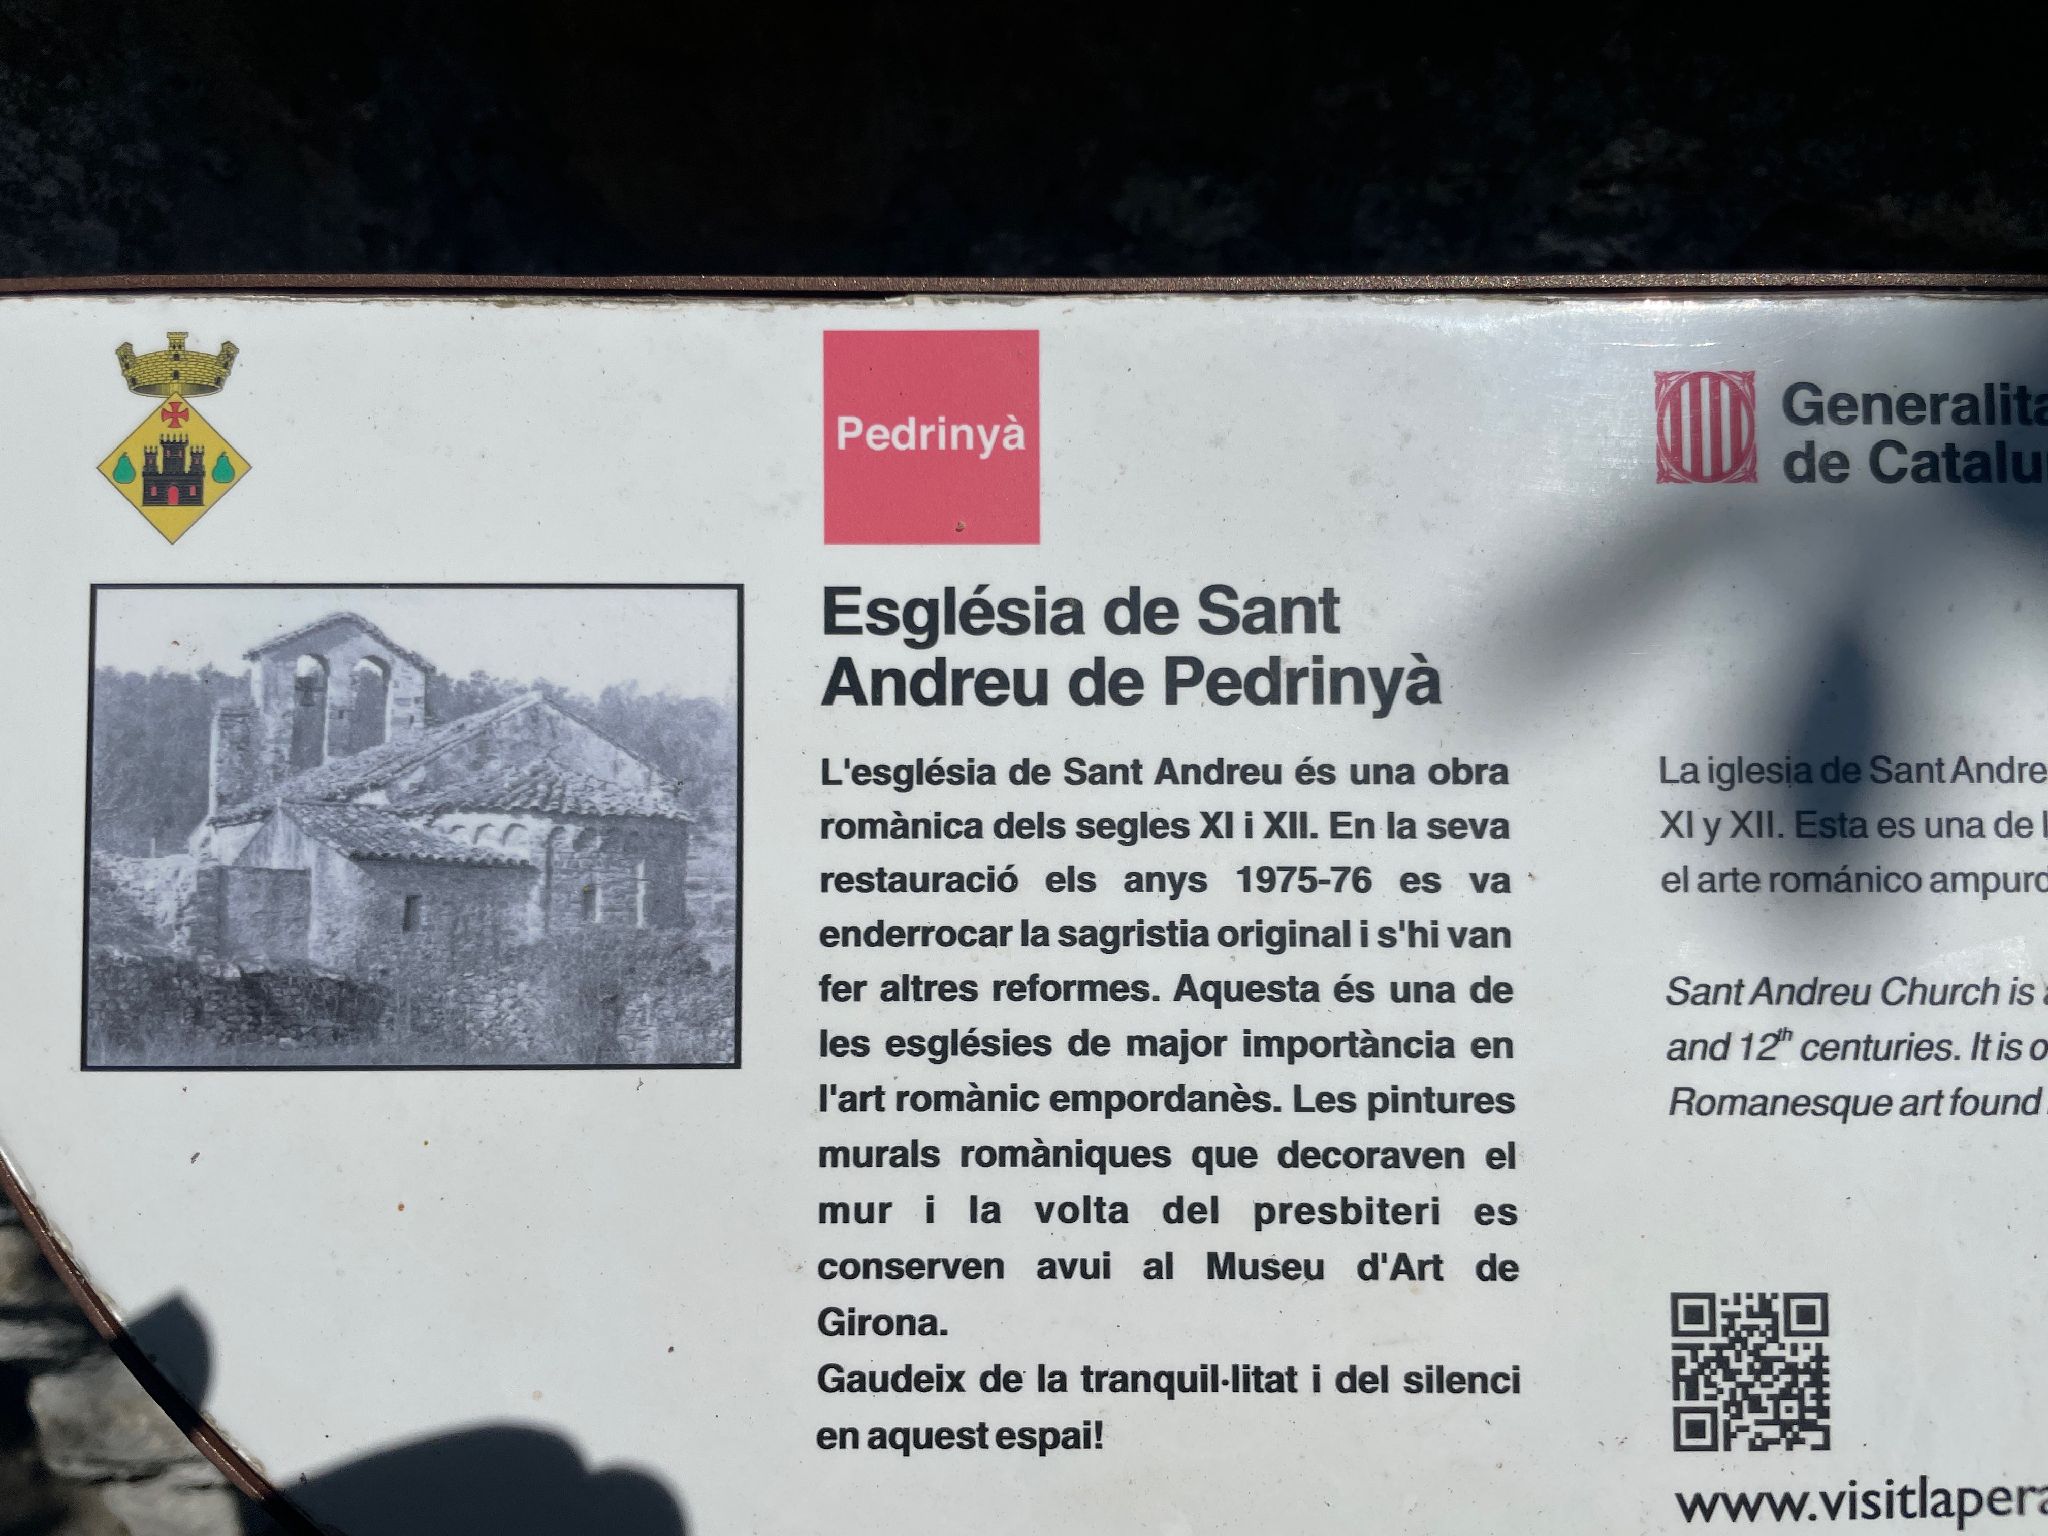 Pedrinyà
Generalita
de Catalu
Església de Sant
Andreu de Pedrinyà
L'església de Sant Andreu és una obra
romànica dels segles XI i XII. En la seva
restauració els anys 1975-76 es va
enderrocar la sagristia original i s'hi van
fer altres reformes. Aquesta és una de
les esglésies de major importància en
l'art romànic empordanès. Les pintures
murals romàniques que decoraven el
mur i la volta del presbiteri es
conserven avui al Museu d'Art de
Girona.
Gaudeix de la tranquil·litat i del silenci
en aquest espai!
La iglesia de Sant Andre
XI y XII. Esta es una de l
el arte románico ampurd
Sant Andreu Church is a
and 12th centuries. It is o
Romanesque art found
www.visitlapera